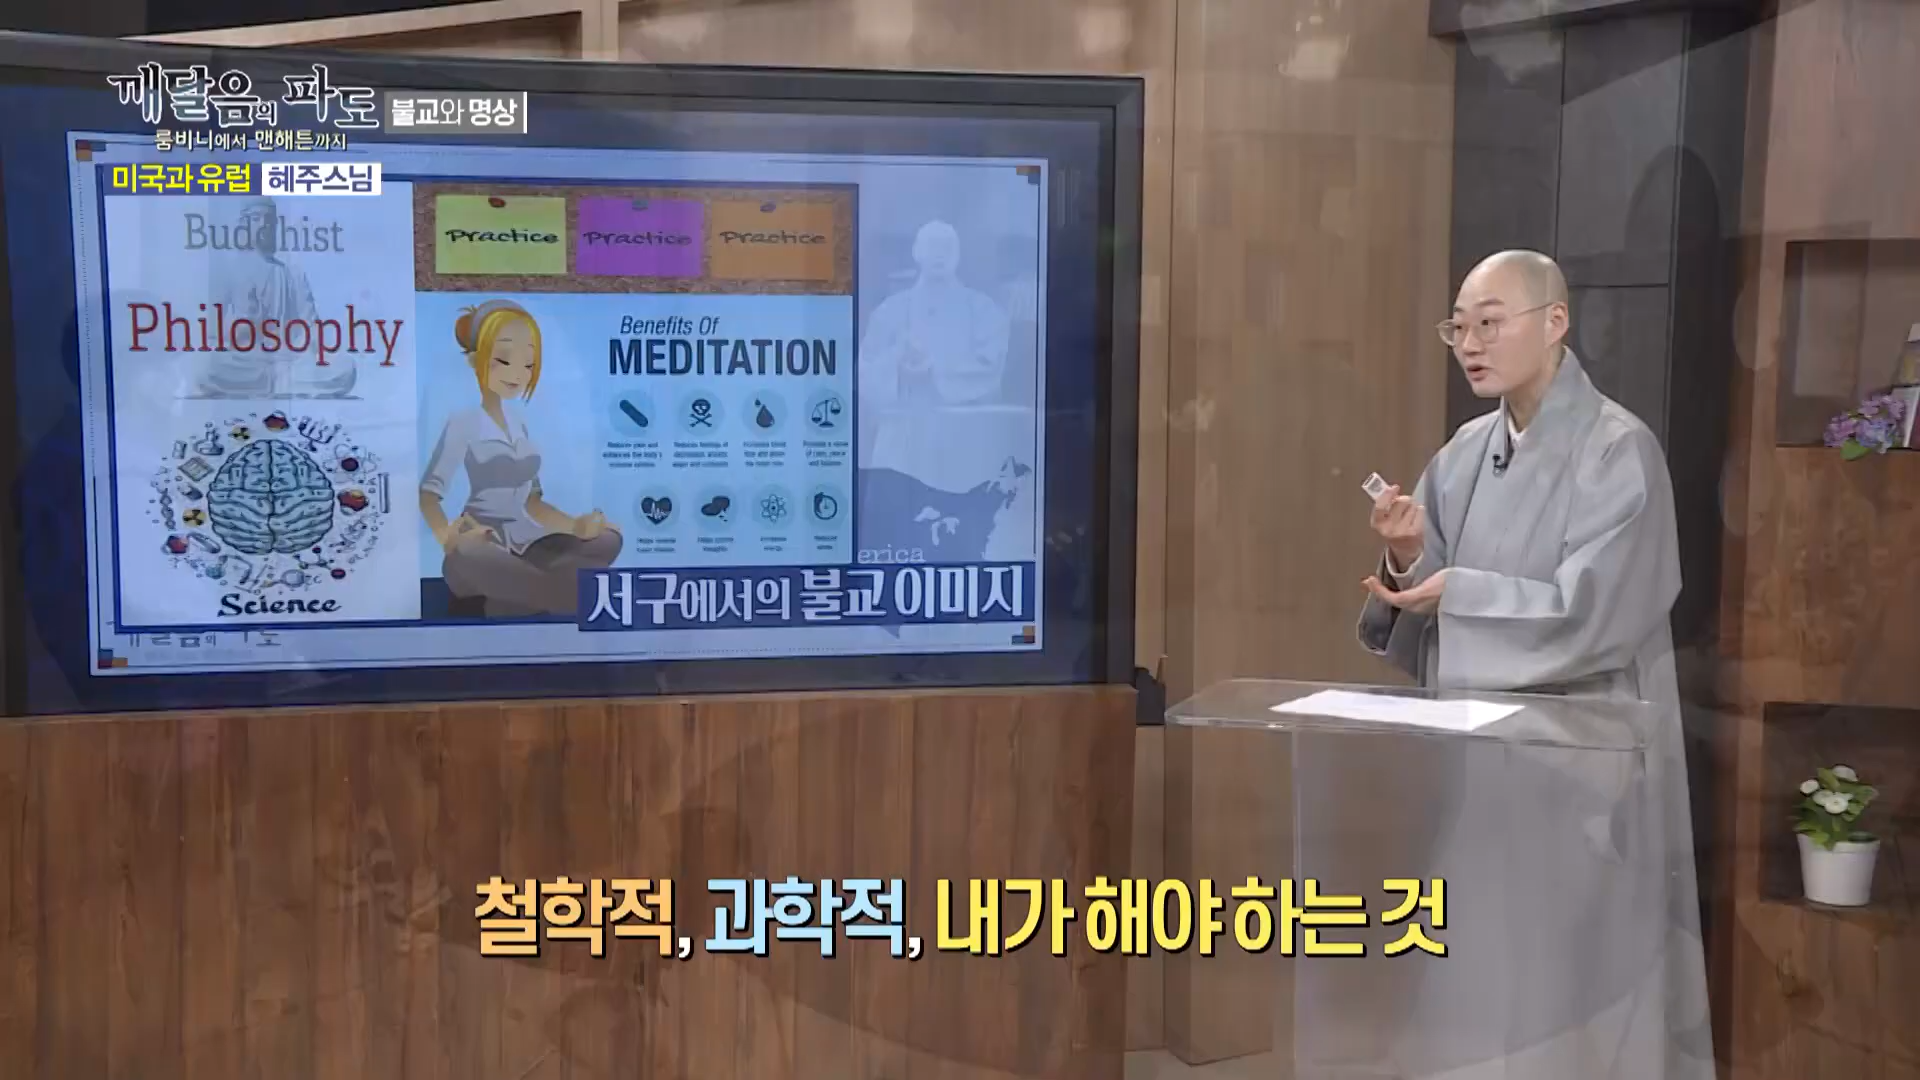 깨달음의 파도
룸비니에서 맨해튼까지
불교와 명상
미국과 유럽 혜주스님
Buddhist
Philosophy
Science
Practice Practice Practice
Benefits Of
MEDITATION
erica
서구에서의 불교 이미지
철학적, 과학적, 내가 해야 하는 것